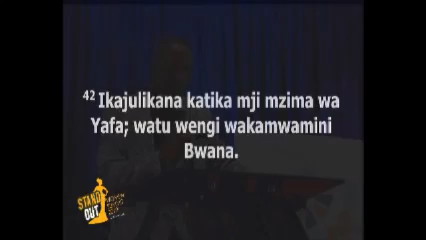 42 Ikajulikana katika mji mzima wa
Yafa; watu wengi wakamwamini
Bwana.
STAND
OUT